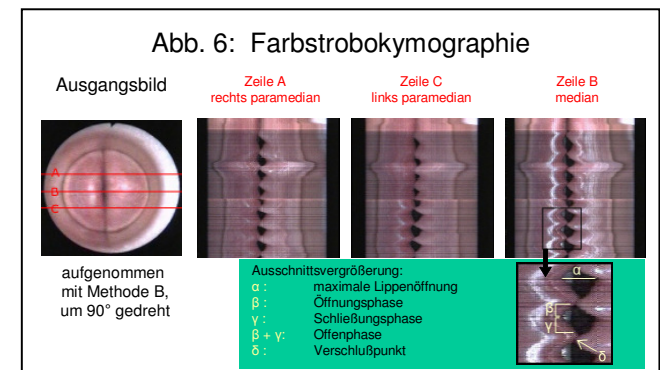 Abb. 6: Farbstrobokymographie
Ausgangsbild
Zeile A
rechts paramedian
Zeile C
links paramedian
Zeile B
median
A
B
C
aufgenommen
mit Methode B,
um 90° gedreht
Ausschnittsvergrößerung:
α : maximale Lippenöffnung
β : Öffnungsphase
γ : Schließungsphase
β + γ: Offenphase
δ : Verschlußpunkt
α
β
γ
δ